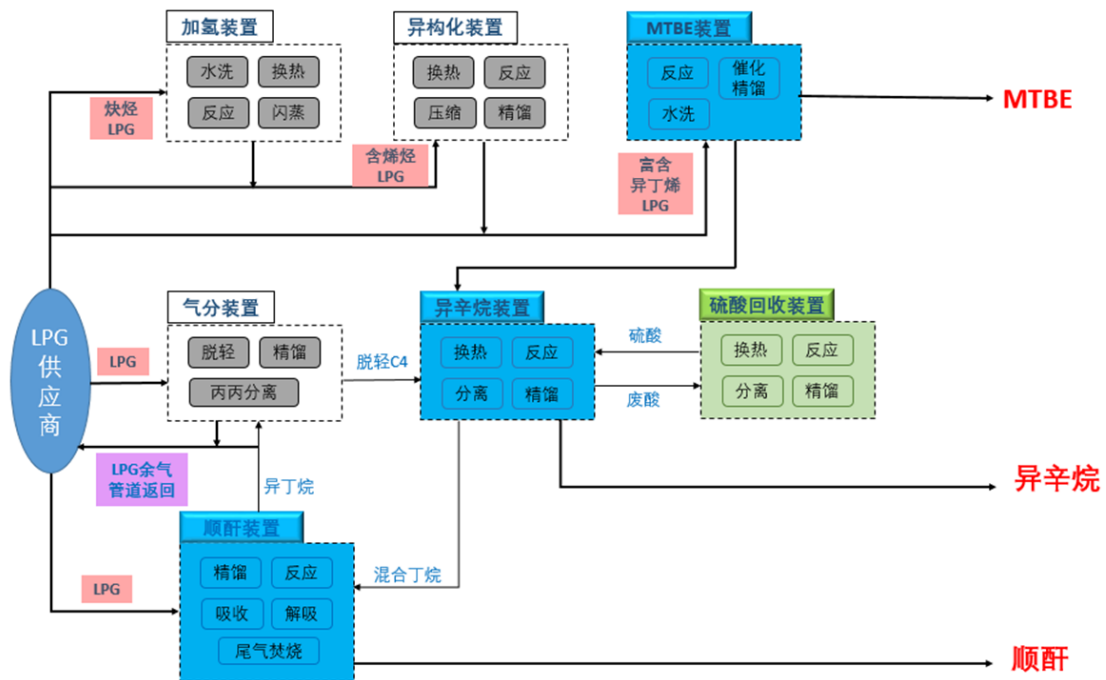 加氢装置
水洗
换热
反应
闪蒸
炔烃
LPG
异构化装置
换热
反应
压缩
精馏
含烯烃
LPG
MTBE装置
反应
催化
精馏
水洗
MTBE
富含
异丁烯
LPG
LPG
供
应
商
LPG
气分装置
脱轻
精馏
丙丙分离
脱轻C4
异辛烷装置
换热
反应
分离
精馏
硫酸
废酸
硫酸回收装置
换热
反应
分离
精馏
LPG余气
管道返回
异丁烷
异辛烷
顺酐装置
精馏
反应
吸收
解吸
尾气焚烧
混合丁烷
LPG
顺酐